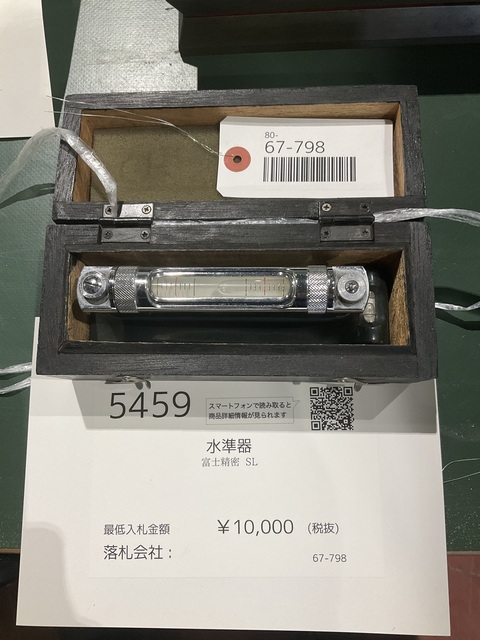 80-
67-798
5459
スマートフォンで読み取ると
商品詳細情報が見られます
水準器
富士精密 SL
最低入札金額 ￥10,000 (税抜)
落札会社：
67-798